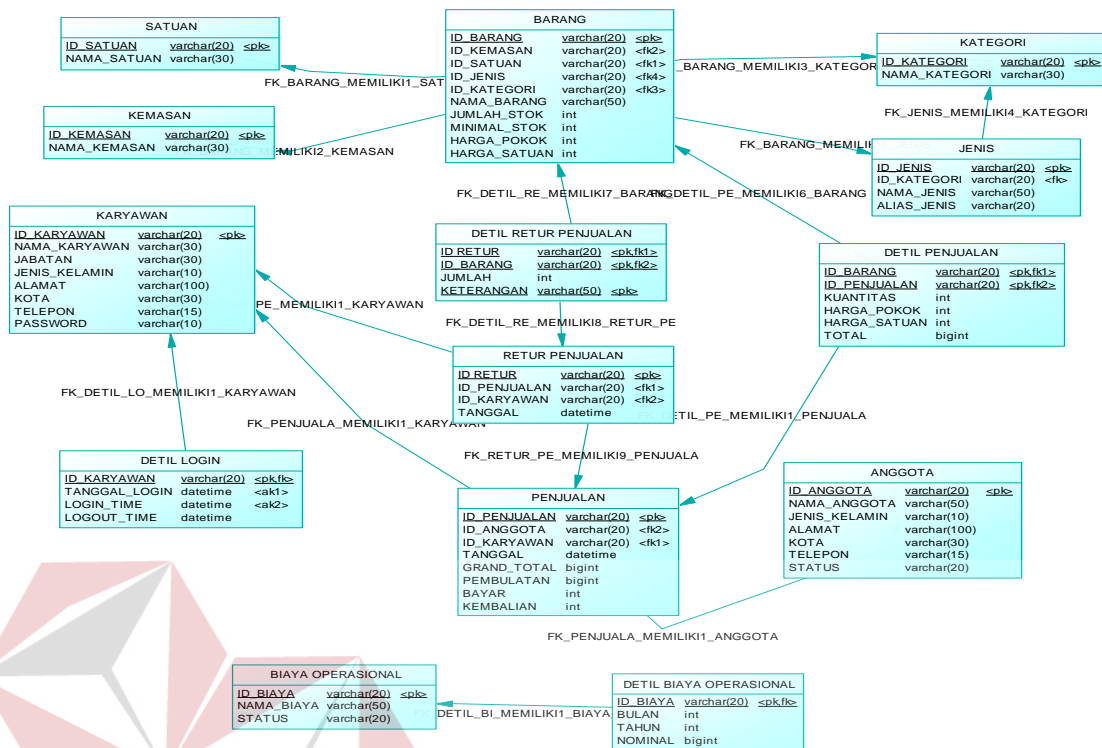 SATUAN
ID_SATUAN varchar(20) <pk>
NAMA_SATUAN varchar(30)
BARANG
ID_BARANG varchar(20) <pk>
ID_KEMASAN varchar(20) <fk2>
ID_SATUAN varchar(20) <fk1>
ID_JENIS varchar(20) <fk4>
ID_KATEGORI varchar(20) <fk3>
NAMA_BARANG varchar(50)
JUMLAH_STOK int
MINIMAL_STOK int
HARGA_POKOK int
HARGA_SATUAN int
KATEGORI
ID_KATEGORI varchar(20) <pk>
NAMA_KATEGORI varchar(30)
FK_BARANG_MEMILIKI1_SAT
_BARANG_MEMILIKI3_KATEGOR
KEMASAN
ID_KEMASAN varchar(20) <pk>
NAMA_KEMASAN varchar(30)
MEMILIKI2_KEMASAN
FK_JENIS_MEMILIKI4_KATEGORI
FK_BARANG_MEMILIK
JENIS
ID_JENIS varchar(20) <pk>
ID_KATEGORI varchar(20) <fk>
NAMA_JENIS varchar(50)
ALIAS_JENIS varchar(20)
FK_DETIL_RE_MEMILIKI7_BARANG
FK_DETIL_PE_MEMILIKI6_BARANG
KARYAWAN
ID_KARYAWAN varchar(20) <pk>
NAMA_KARYAWAN varchar(30)
JABATAN varchar(30)
JENIS_KELAMIN varchar(10)
ALAMAT varchar(100)
KOTA varchar(30)
TELEPON varchar(15)
PASSWORD varchar(10)
DETIL RETUR PENJUALAN
ID RETUR varchar(20) <pk,fk1>
ID_BARANG varchar(20) <pk,fk2>
JUMLAH int
KETERANGAN varchar(50) <pk>
DETIL PENJUALAN
ID_BARANG varchar(20) <pk,fk1>
ID_PENJUALAN varchar(20) <pk,fk2>
KUANTITAS int
HARGA_POKOK int
HARGA_SATUAN int
TOTAL bigint
PE_MEMILIKI1_KARYAWAN
FK_DETIL_RE_MEMILIKI8_RETUR_PE
RETUR PENJUALAN
ID RETUR varchar(20) <pk>
ID_PENJUALAN varchar(20) <fk1>
ID_KARYAWAN varchar(20) <fk2>
TANGGAL datetime
FK_DETIL_LO_MEMILIKI1_KARYAWAN
FK_PENJUALA_MEMILIKI1_KARYAWAN
FK_DETIL_PE_MEMILIKI1_PENJUALA
FK_RETUR_PE_MEMILIKI9_PENJUALA
DETIL LOGIN
ID_KARYAWAN varchar(20) <pk,fk>
TANGGAL_LOGIN datetime <ak1>
LOGIN_TIME datetime <ak2>
LOGOUT_TIME datetime
PENJUALAN
ID_PENJUALAN varchar(20) <pk>
ID_ANGGOTA varchar(20) <fk2>
ID_KARYAWAN varchar(20) <fk1>
TANGGAL datetime
GRAND_TOTAL bigint
PEMBULATAN bigint
BAYAR int
KEMBALIAN int
ANGGOTA
ID_ANGGOTA varchar(20) <pk>
NAMA_ANGGOTA varchar(50)
JENIS_KELAMIN varchar(10)
ALAMAT varchar(100)
KOTA varchar(30)
TELEPON varchar(15)
STATUS varchar(20)
FK_PENJUALA_MEMILIKI1_ANGGOTA
BIAYA OPERASIONAL
ID_BIAYA varchar(20) <pk>
NAMA_BIAYA varchar(50)
STATUS varchar(20)
_DETIL_BI_MEMILIKI1_BIAYA
DETIL BIAYA OPERASIONAL
ID_BIAYA varchar(20) <pk,fk>
BULAN int
TAHUN int
NOMINAL bigint